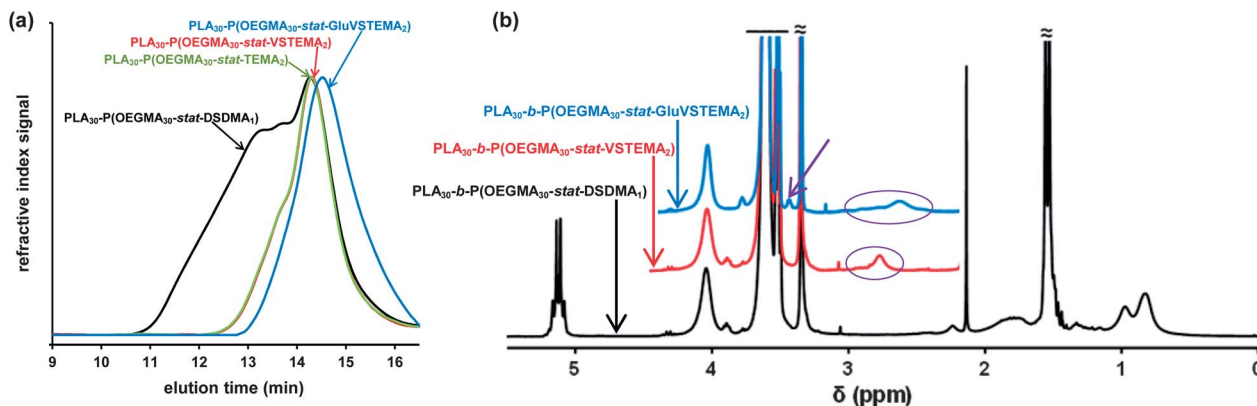 (a)
PLA₃₀-P(OEGMA₃₀-stat-GluVSTEMA₂)
PLA₃₀-P(OEGMA₃₀-stat-VSTEMA₂)
PLA₃₀-P(OEGMA₃₀-stat-TEMA₂)
PLA₃₀-P(OEGMA₃₀-stat-DSDMA₁)
refractive index signal
9 10 11 12 13 14 15 16
elution time (min)
(b)
≈ ≈
PLA₃₀-b-P(OEGMA₃₀-stat-GluVSTEMA₂)
PLA₃₀-b-P(OEGMA₃₀-stat-VSTEMA₂)
PLA₃₀-b-P(OEGMA₃₀-stat-DSDMA₁)
5 4 3 2 1 0
δ (ppm)